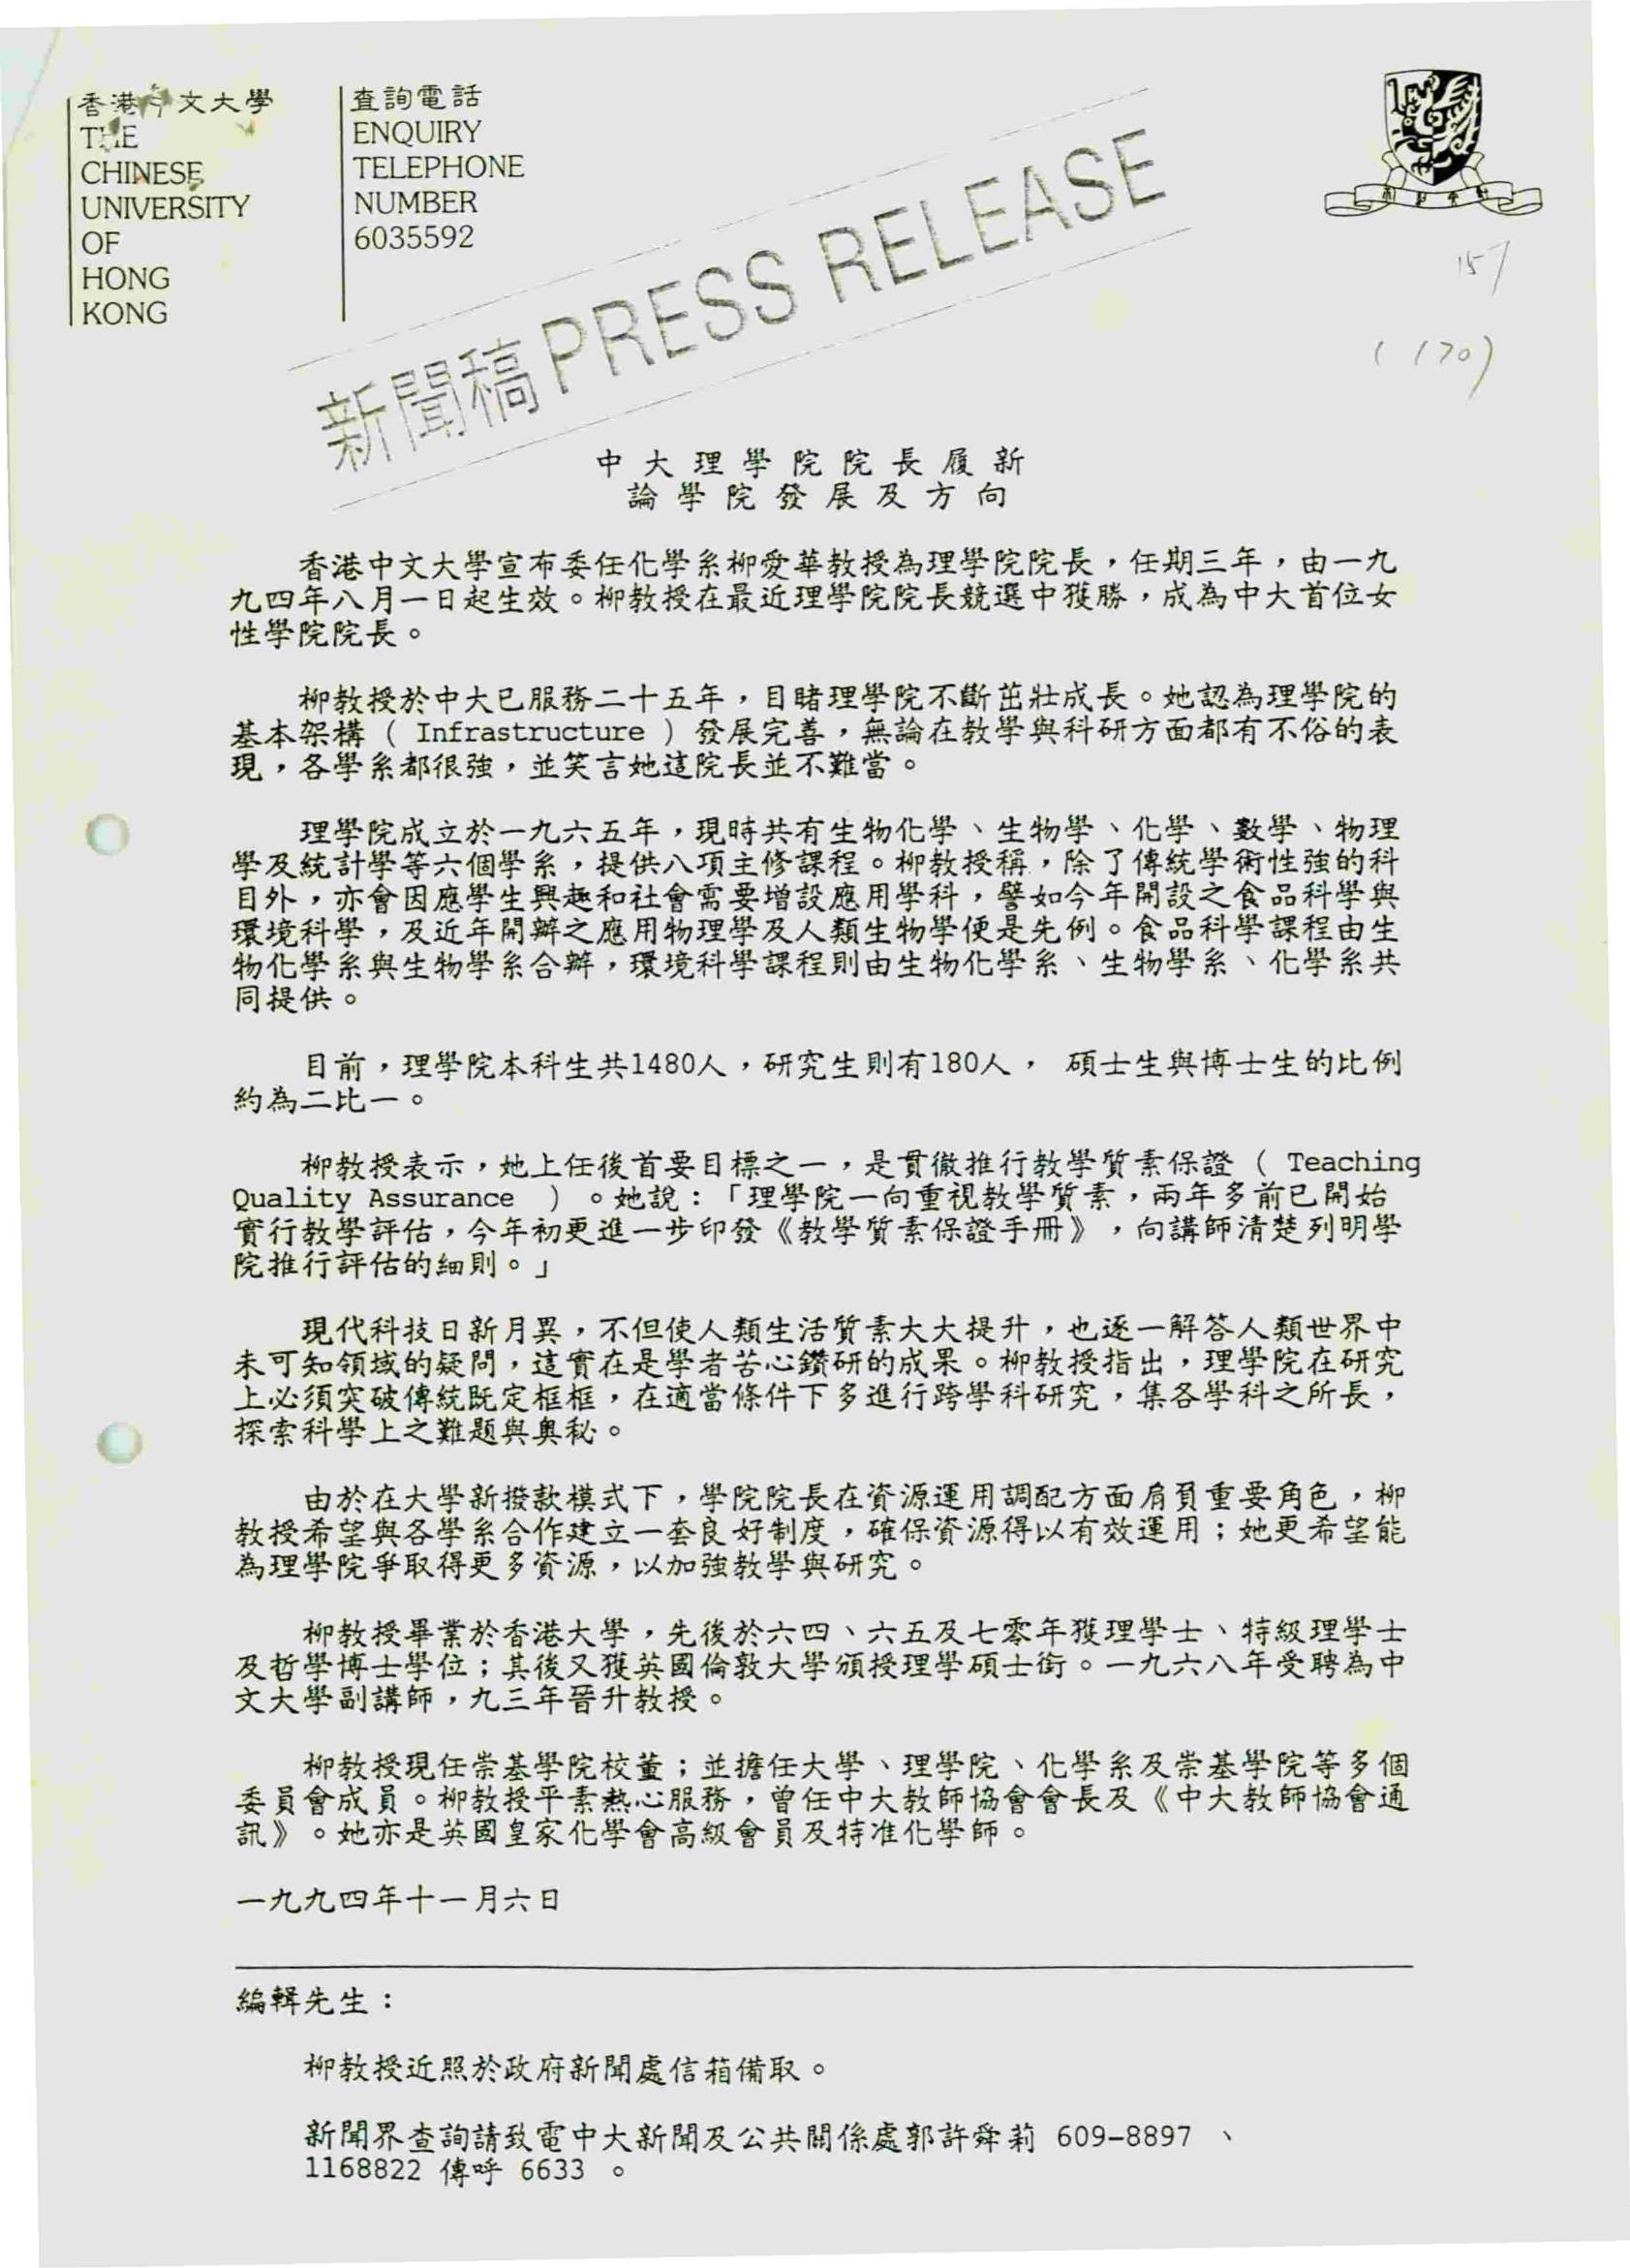 香港中文大學
THE
CHINESE
UNIVERSITY
OF
HONG
KONG
查詢電話
ENQUIRY
TELEPHONE
NUMBER
6035592
新聞稿 PRESS RELEASE
157
(170)
中大理學院院長履新
論學院發展及方向
香港中文大學宣布委任化學系柳愛華教授為理學院院長，任期三年，由一九
九四年八月一日起生效。柳教授在最近理學院院長競選中獲勝，成為中大首位女
性學院院長。
柳教授於中大已服務二十五年，目睹理學院不斷茁壯成長。她認為理學院的
基本架構 ( Infrastructure ) 發展完善，無論在教學與科研方面都有不俗的表
現，各學系都很強，並笑言她這院長並不難當。
理學院成立於一九六五年，現時共有生物化學、生物學、化學、數學、物理
學及統計學等六個學系，提供八項主修課程。柳教授稱，除了傳統學術性強的科
目外，亦會因應學生興趣和社會需要增設應用學科，譬如今年開設之食品科學與
環境科學，及近年開辦之應用物理學及人類生物學便是先例。食品科學課程由生
物化學系與生物學系合辦，環境科學課程則由生物化學系、生物學系、化學系共
同提供。
目前，理學院本科生共1480人，研究生則有180人， 碩士生與博士生的比例
約為二比一。
柳教授表示，她上任後首要目標之一，是貫徹推行教學質素保證 ( Teaching
Quality Assurance ) 。她說：「理學院一向重視教學質素，兩年多前已開始
實行教學評估，今年初更進一步印發《教學質素保證手冊》，向講師清楚列明學
院推行評估的細則。」
現代科技日新月異，不但使人類生活質素大大提升，也逐一解答人類世界中
未可知領域的疑問，這實在是學者苦心鑽研的成果。柳教授指出，理學院在研究
上必須突破傳統既定框框，在適當條件下多進行跨學科研究，集各學科之所長，
探索科學上之難題與奧秘。
由於在大學新撥款模式下，學院院長在資源運用調配方面肩負重要角色，柳
教授希望與各學系合作建立一套良好制度，確保資源得以有效運用；她更希望能
為理學院爭取得更多資源，以加強教學與研究。
柳教授畢業於香港大學，先後於六四、六五及七零年獲理學士、特級理學士
及哲學博士學位；其後又獲英國倫敦大學頒授理學碩士銜。一九六八年受聘為中
文大學副講師，九三年晉升教授。
柳教授現任崇基學院校董；並擔任大學、理學院、化學系及崇基學院等多個
委員會成員。柳教授平素熱心服務，曾任中大教師協會會長及《中大教師協會通
訊》。她亦是英國皇家化學會高級會員及特准化學師。
一九九四年十一月六日
編輯先生：
柳教授近照於政府新聞處信箱備取。
新聞界查詢請致電中大新聞及公共關係處郭許舜莉 609-8897 、
1168822 傳呼 6633 。